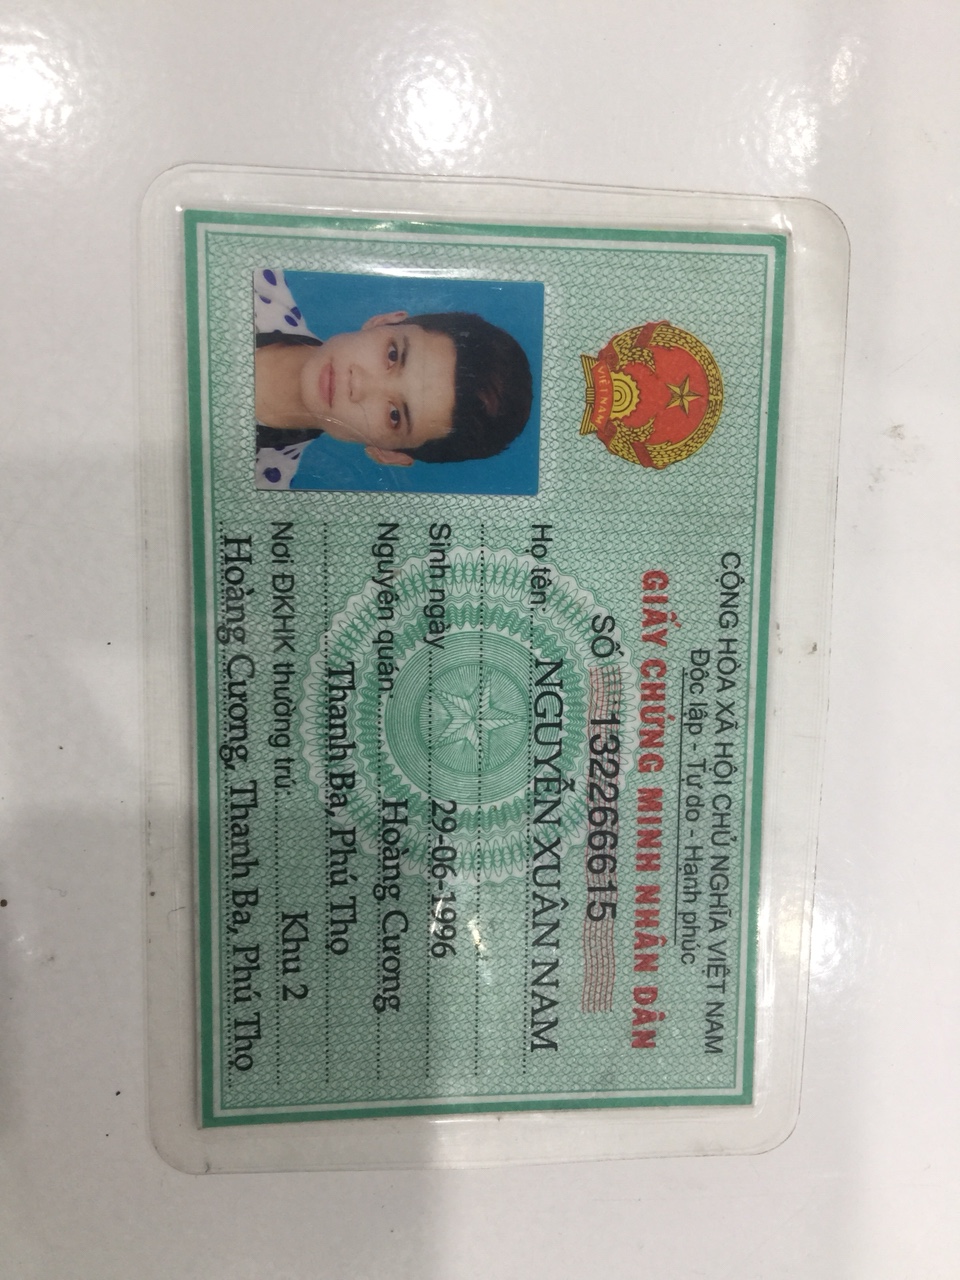 CỘNG HÒA XÃ HỘI CHỦ NGHĨA VIỆT NAM
Độc lập - Tự do - Hạnh phúc
GIẤY CHỨNG MINH NHÂN DÂN
SỐ 132266615
VIỆT NAM
Họ tên: NGUYỄN XUÂN NAM
Sinh ngày 29-06-1996
Nguyên quán: Hoàng Cương
Thanh Ba, Phú Thọ
Nơi ĐKHK thường trú: Khu 2
Hoàng Cương, Thanh Ba, Phú Thọ